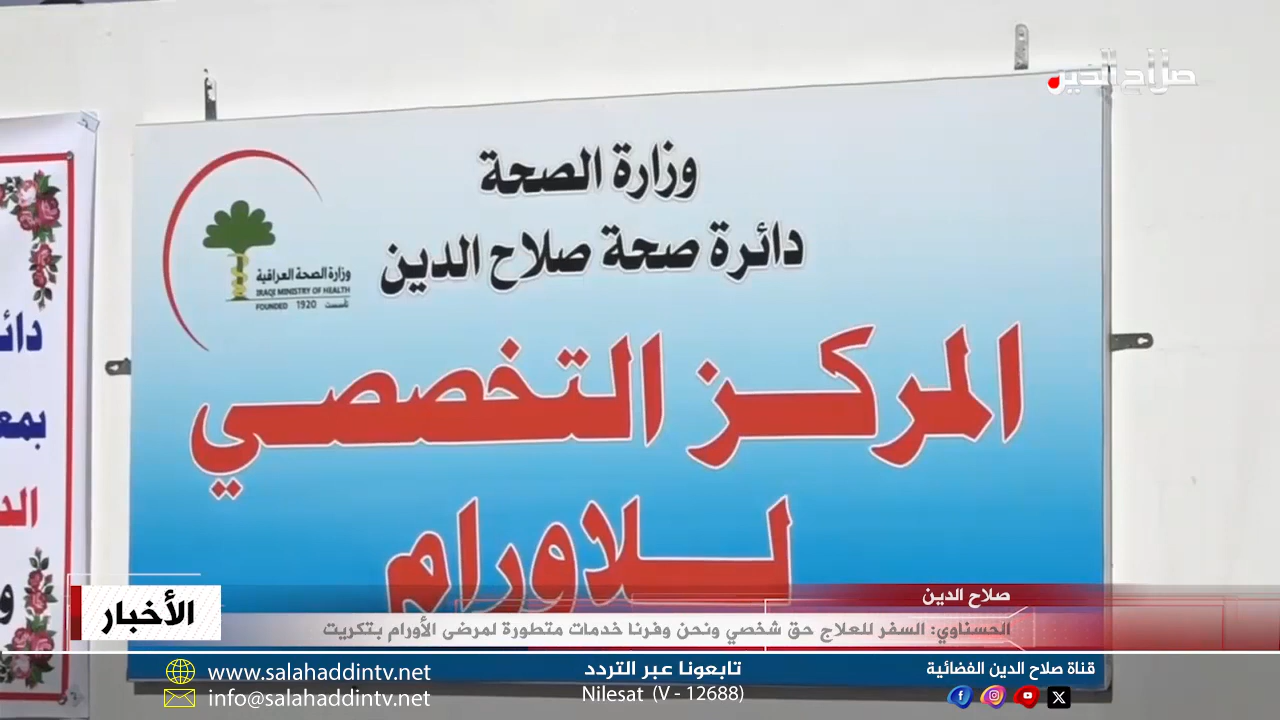 صلاح الدين
وزارة الصحة
دائرة صحة صلاح الدين
وزارة الصحة العراقية
IRAQI MINISTRY OF HEALTH
FOUNDED 1920 تأسست
المركز التخصصي
للاورام
الأخبار
صلاح الدين
الحسناوي: السفر للعلاج حق شخصي ونحن وفرنا خدمات متطورة لمرضى الأورام بتكريت
قناة صلاح الدين الفضائية
تابعونا عبر التردد
Nilesat (V - 12688)
www.salahaddintv.net
info@salahaddintv.net